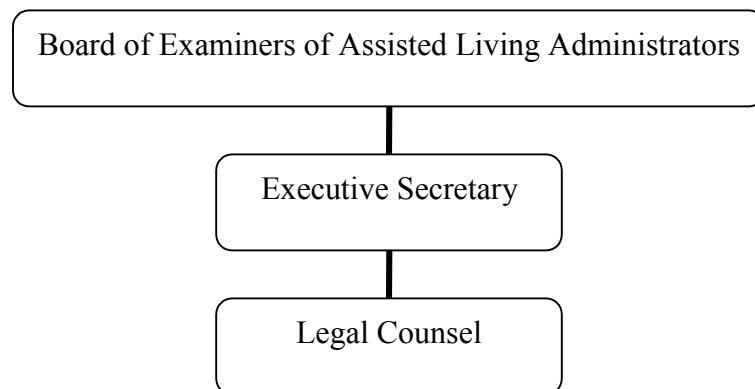 Board of Examiners of Assisted Living Administrators
Executive Secretary
Legal Counsel